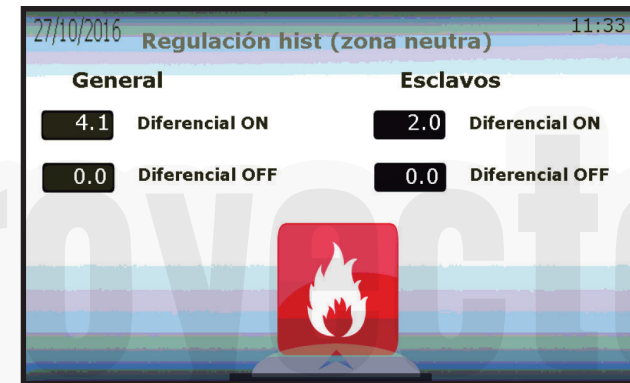 27/10/2016
11:33
Regulación hist (zona neutra)
General
Esclavos
4.1 Diferencial ON
2.0 Diferencial ON
0.0 Diferencial OFF
0.0 Diferencial OFF